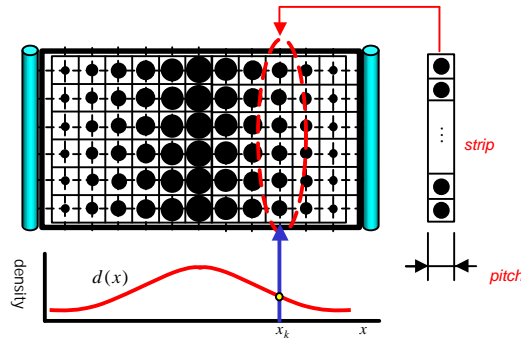 ...
strip
pitch
density
d(x)
x_k
x